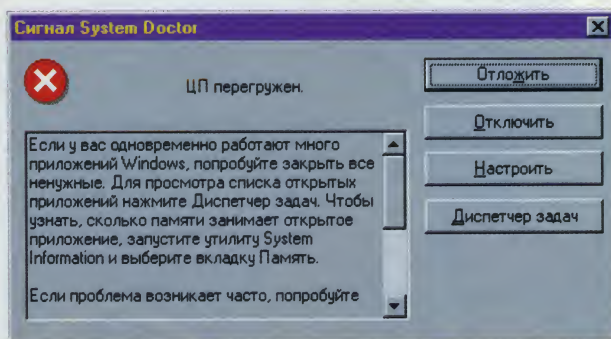 Сигнал System Doctor
ЦП перегружен.
Если у вас одновременно работают много
приложений Windows, попробуйте закрыть все
ненужные. Для просмотра списка открытых
приложений нажмите Диспетчер задач. Чтобы
узнать, сколько памяти занимает открытое
приложение, запустите утилиту System
Information и выберите вкладку Память.
Если проблема возникает часто, попробуйте
Отложить
Отключить
Настроить
Диспетчер задач